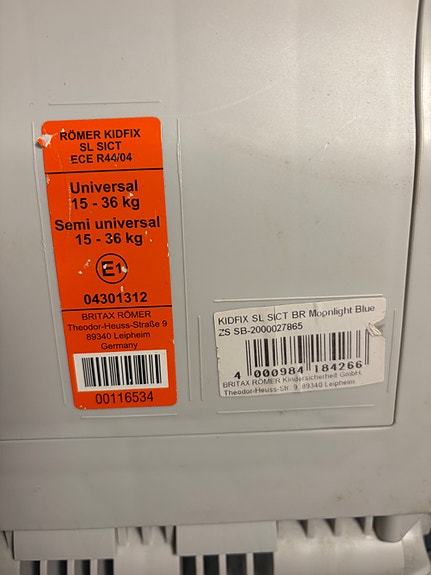 RÖMER KIDFIX
SL SICT
ECE R44/04
Universal
15 - 36 kg
Semi universal
15 - 36 kg
E1
04301312
BRITAX RÖMER
Theodor-Heuss-Straße 9
89340 Leipheim
Germany
00116534
KIDFIX SL SICT BR Moonlight Blue
ZS SB-2000027865
4 000984 184266
BRITAX RÖMER Kindersicherheit GmbH,
Theodor-Heuss-Str. 9, 89340 Leipheim